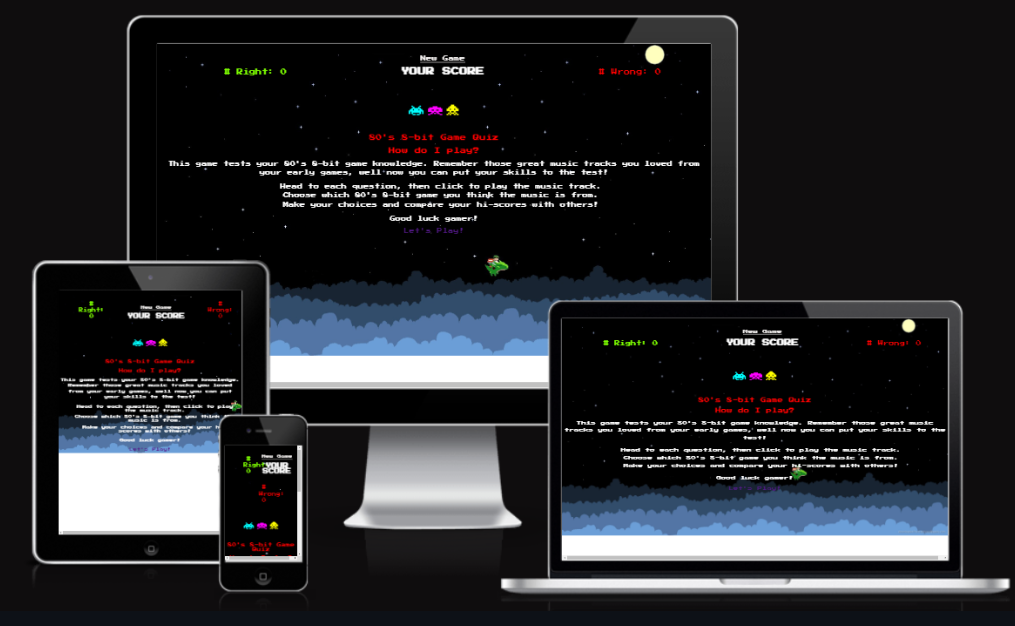 New Game
# Right: 0
YOUR SCORE
# Wrong: 0
80's 8-bit Game Quiz
How do I play?
This game tests your 80's 8-bit game knowledge. Remember those great music tracks you loved from
your early games, well now you can put your skills to the test!
Head to each question, then click to play the music track.
Choose which 80's 8-bit game you think the music is from.
Make your choices and compare your hi-scores with others!
Good luck gamer!
Let's Play!
#
Right:
0
New Game
YOUR SCORE
#
Wrong:
0
80's 8-bit Game Quiz
How do I play?
This game tests your 80's 8-bit game knowledge.
Remember those great music tracks you loved
from your early games, well now you can put
your skills to the test!
Head to each question, then click to play
the music track.
Choose which 80's 8-bit game you think
music is from.
Make your choices and compare your
scores with others!
Good luck gamer!
Let's Play!
New Game
#
Right:
0
YOUR
SCORE
#
Wrong:
0
80's 8-bit Game
Quiz
New Game
# Right: 0
YOUR SCORE
# Wrong: 0
80's 8-bit Game Quiz
How do I play?
This game tests your 80's 8-bit game knowledge. Remember those great music
tracks you loved from your early games, well now you can put your skills to the
test!
Head to each question, then click to play the music track.
Choose which 80's 8-bit game you think the music is from.
Make your choices and compare your hi-scores with others!
Good luck gamer!